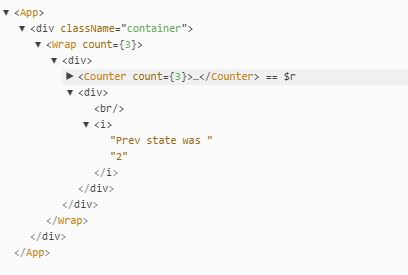 ▼ <App>
▼ <div className="container">
▼ <Wrap count={3}>
▼ <div>
▶ <Counter count={3}>…</Counter> == $r
▼ <div>
<br/>
▼ <i>
"Prev state was "
"2"
</i>
</div>
</div>
</Wrap>
</div>
</App>